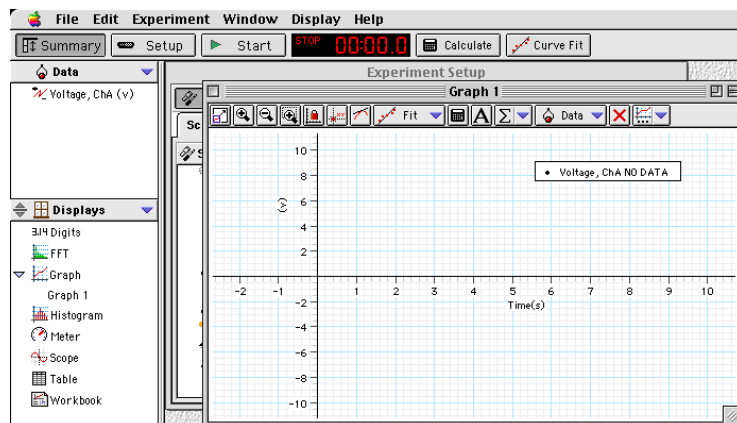 File Edit Experiment Window Display Help
Summary Setup Start STOP 00:00.0 Calculate Curve Fit
Data
Voltage, ChA (v)
Displays
3.14 Digits
FFT
Graph
Graph 1
Histogram
Meter
Scope
Table
Workbook
Experiment Setup
Sc
S
Graph 1
Fit A Σ Data
Voltage, ChA NO DATA
10
8
6
4
2
-2
-4
-6
-8
-10
(v)
-2 -1 1 2 3 4 5 6 7 8 9 10
Time(s)